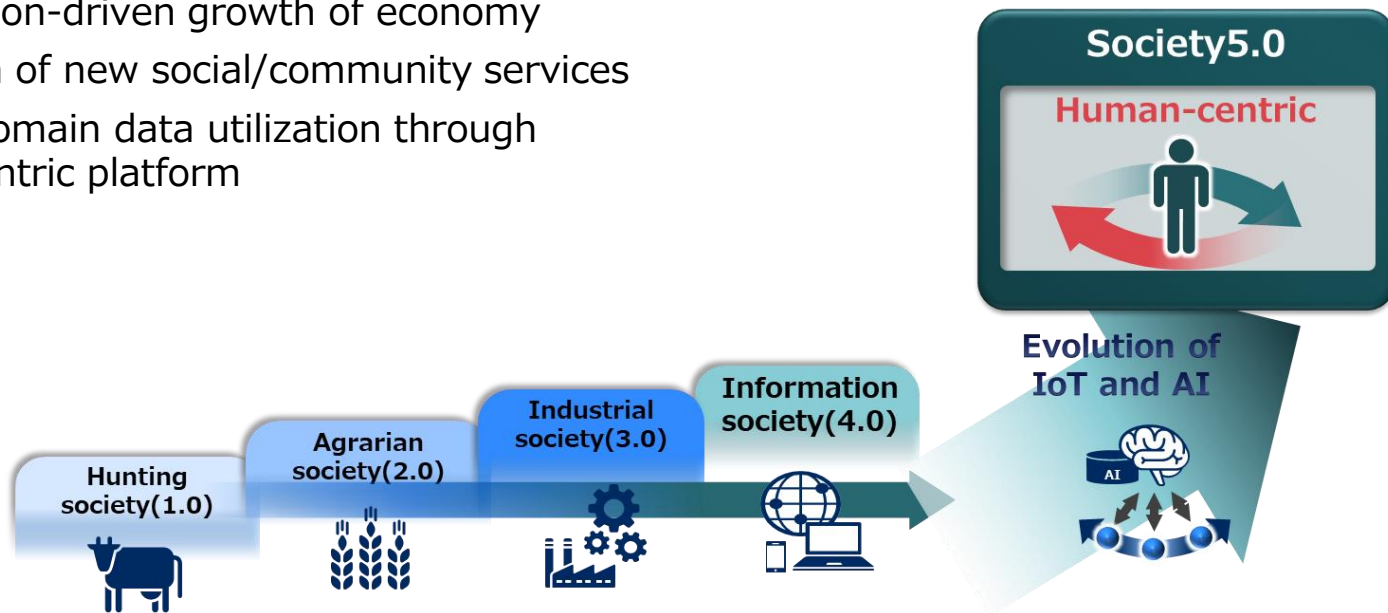 on-driven growth of economy
of new social/community services
omain data utilization through
ntric platform
Society5.0
Human-centric
Evolution of
IoT and AI
AI
Information
society(4.0)
Industrial
society(3.0)
Agrarian
society(2.0)
Hunting
society(1.0)